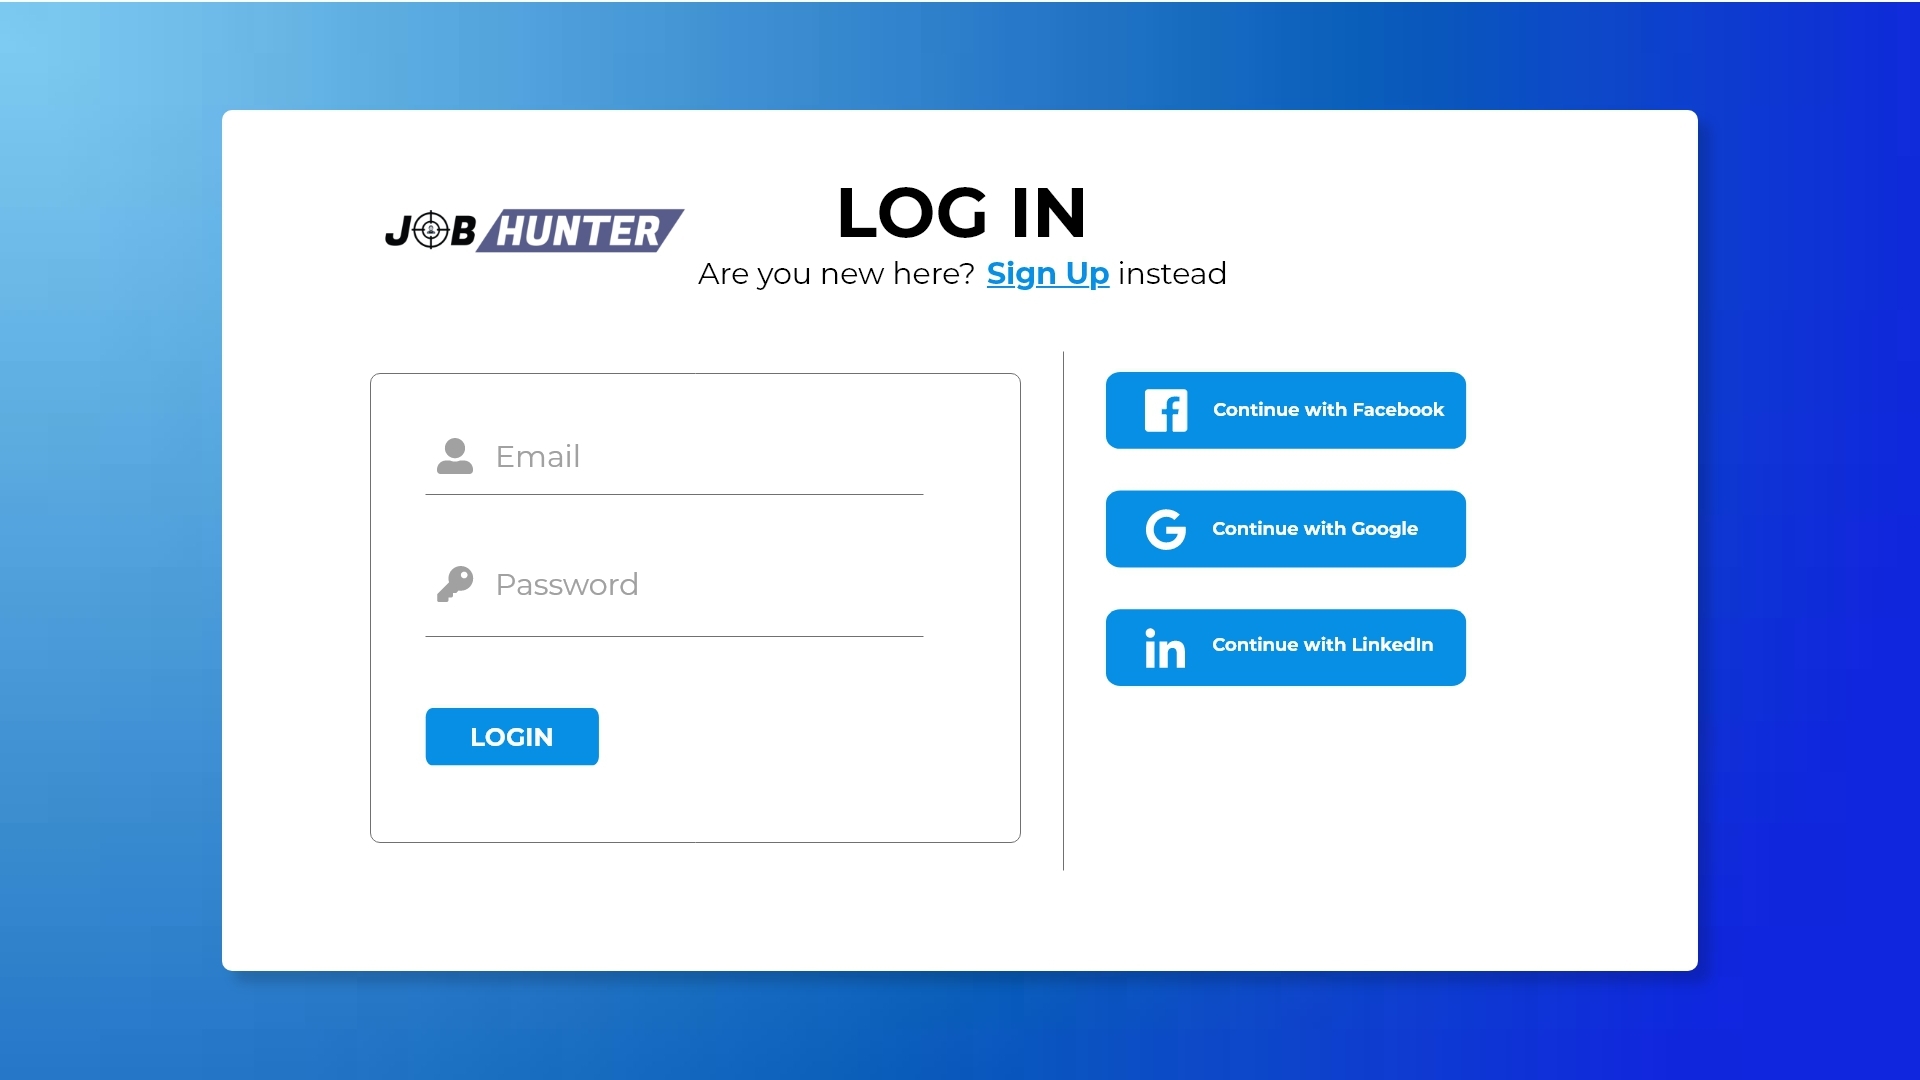 JOB HUNTER
LOG IN
Are you new here? Sign Up instead
Email
Password
LOGIN
Continue with Facebook
Continue with Google
in Continue with LinkedIn